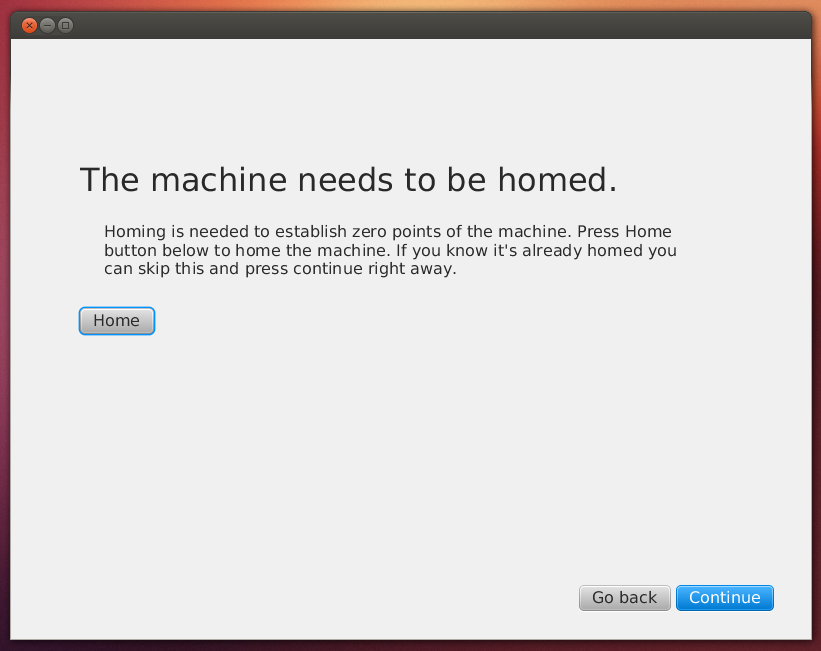 The machine needs to be homed.
Homing is needed to establish zero points of the machine. Press Home
button below to home the machine. If you know it's already homed you
can skip this and press continue right away.
Home
Go back
Continue